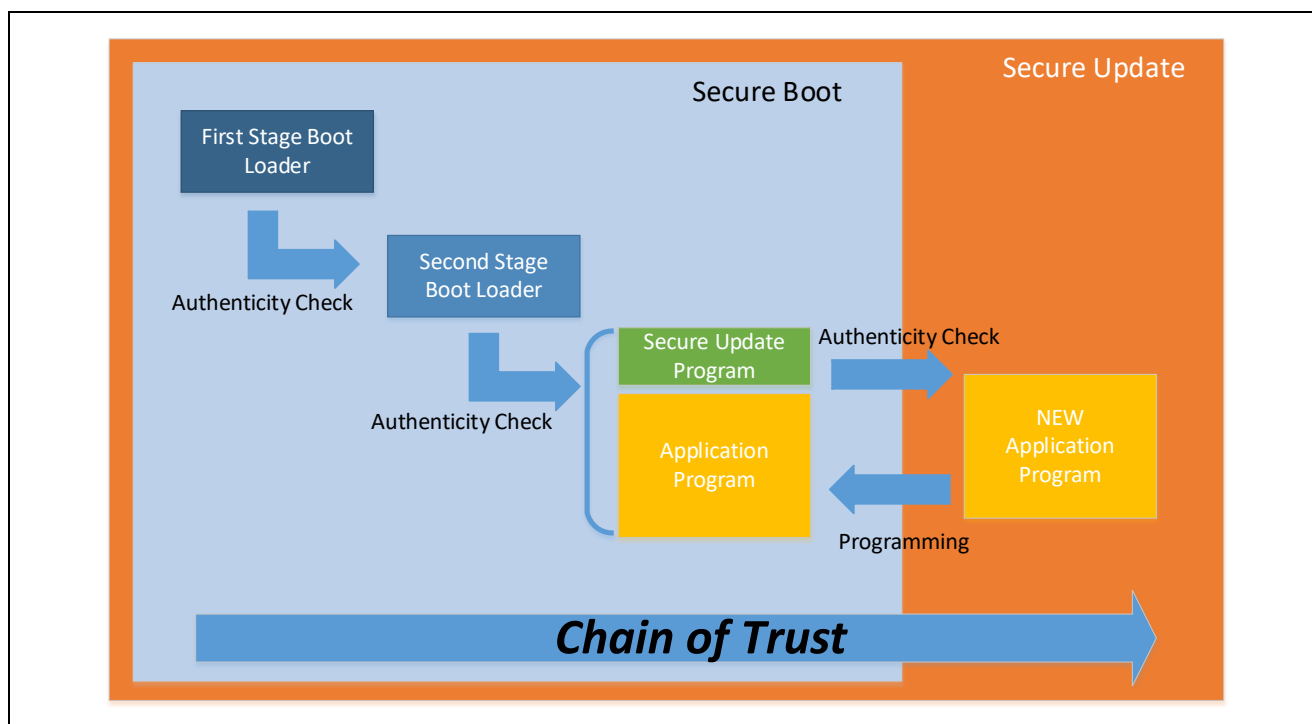 Secure Update
Secure Boot
First Stage Boot
Loader
Authenticity Check
Second Stage
Boot Loader
Authenticity Check
Secure Update
Program
Application
Program
Authenticity Check
NEW
Application
Program
Programming
Chain of Trust